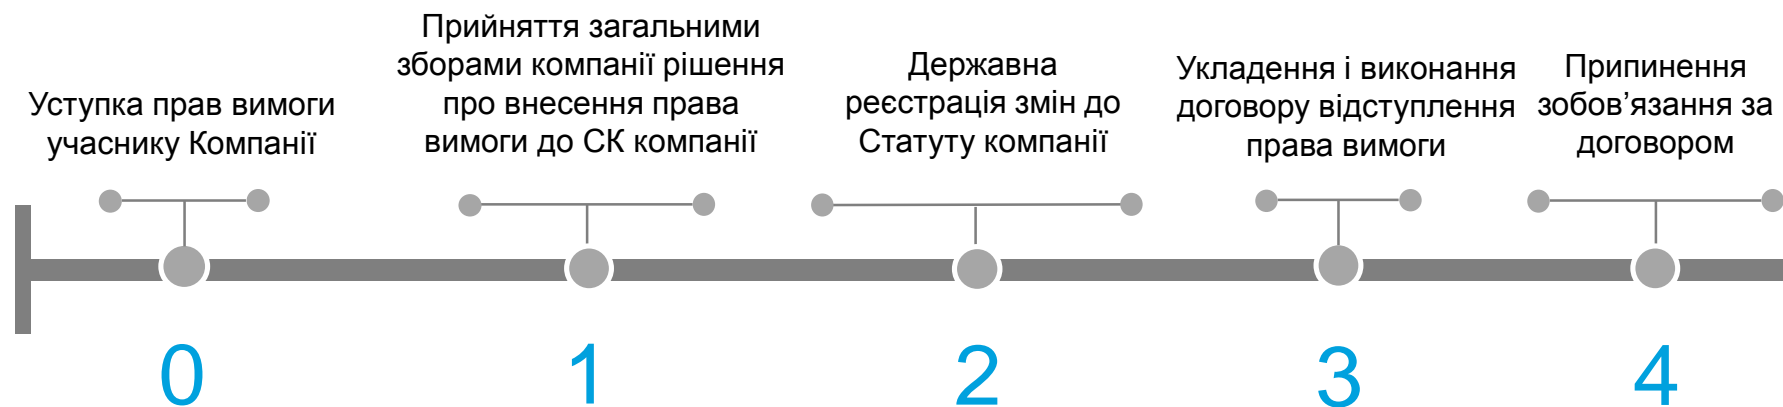 Уступка прав вимоги
учаснику Компанії
Прийняття загальними
зборами компанії рішення
про внесення права
вимоги до СК компанії
Державна
реєстрація змін до
Статуту компанії
Укладення і виконання
договору відступлення
права вимоги
Припинення
зобов’язання за
договором
0
1
2
3
4